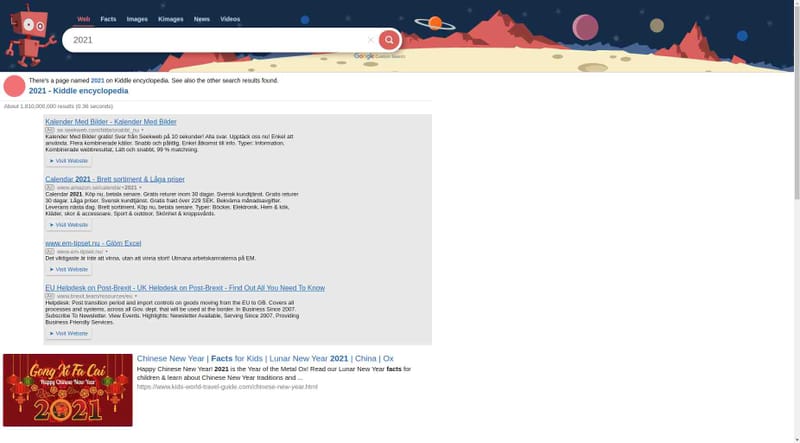 Web Facts Images Kimages News Videos
2021
Google Custom Search
There's a page named 2021 on Kiddle encyclopedia. See also the other search results found.
2021 - Kiddle encyclopedia
About 1,810,000,000 results (0.36 seconds)
Kalender Med Bilder - Kalender Med Bilder
Ad se.seekweb.com/hitta/snabbt_nu
Kalender Med Bilder gratis! Svar från Seekweb på 10 sekunder! Alla svar. Upptäck oss nu! Enkel att
använda. Flera kombinerade källor. Snabb och pålitlig. Enkel åtkomst till info. Typer: Information,
Kombinerade webbresultat, Lätt och snabbt, 99 % matchning.
➤ Visit Website
Calendar 2021 - Brett sortiment & Låga priser
Ad www.amazon.se/calendar+2021
Calendar 2021. Köp nu, betala senare. Gratis returer inom 30 dagar. Svensk kundtjänst. Gratis returer
30 dagar. Låga priser. Svensk kundtjänst. Gratis frakt över 229 SEK. Bekväma månadsavgifter.
Leverans nästa dag. Brett sortiment. Köp nu, betala senare. Typer: Böcker, Elektronik, Hem & kök,
Kläder, skor & accessoare, Sport & outdoor, Skönhet & kroppsvårds.
➤ Visit Website
www.em-tipset.nu - Glöm Excel
Ad www.em-tipset.nu/
Det viktigaste är inte att vinna, utan att vinna stort! Utmana arbetskamraterna på EM.
➤ Visit Website
EU Helpdesk on Post-Brexit - UK Helpdesk on Post-Brexit - Find Out All You Need To Know
Ad www.brexit.team/resources/eu
Helpdesk: Post transition period and import controls on goods moving from the EU to GB. Covers all
processes and systems, across all Gov. dept. that will be used at the border. In Business Since 2007.
Subscribe To Newsletter. View Events. Highlights: Newsletter Available, Serving Since 2007, Providing
Business Friendly Services.
➤ Visit Website
Gong Xi Fa Cai
Happy Chinese New Year
2021
Chinese New Year | Facts for Kids | Lunar New Year 2021 | China | Ox
Happy Chinese New Year! 2021 is the Year of the Metal Ox! Read our Lunar New Year facts for
children & learn about Chinese New Year traditions and ...
https://www.kids-world-travel-guide.com/chinese-new-year.html